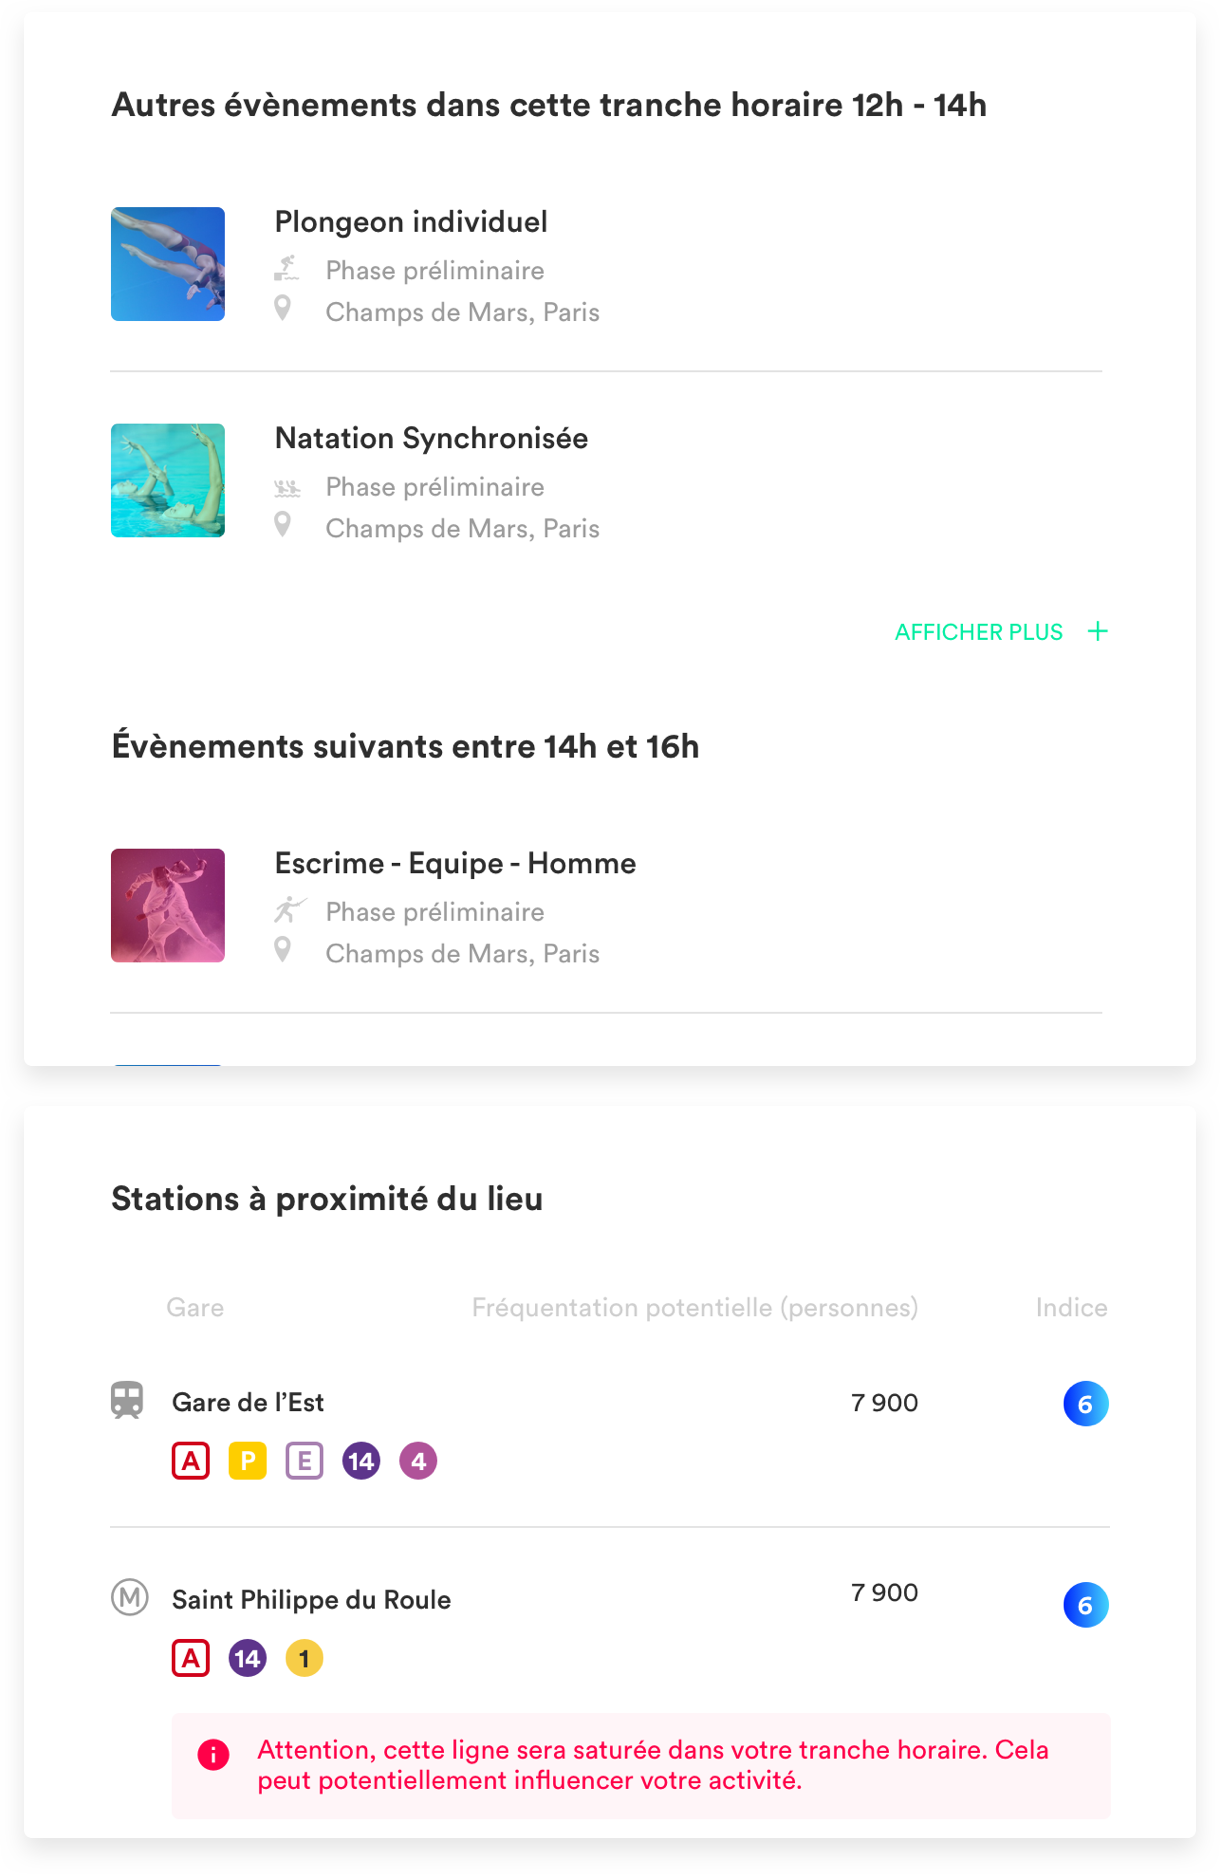 Autres évènements dans cette tranche horaire 12h - 14h
Plongeon individuel
Phase préliminaire
Champs de Mars, Paris
Natation Synchronisée
Phase préliminaire
Champs de Mars, Paris
AFFICHER PLUS +
Évènements suivants entre 14h et 16h
Escrime - Equipe - Homme
Phase préliminaire
Champs de Mars, Paris
Stations à proximité du lieu
Gare Fréquentation potentielle (personnes) Indice
Gare de l’Est 7 900 6
A P E 14 4
M Saint Philippe du Roule 7 900 6
A 14 1
Attention, cette ligne sera saturée dans votre tranche horaire. Cela
peut potentiellement influencer votre activité.